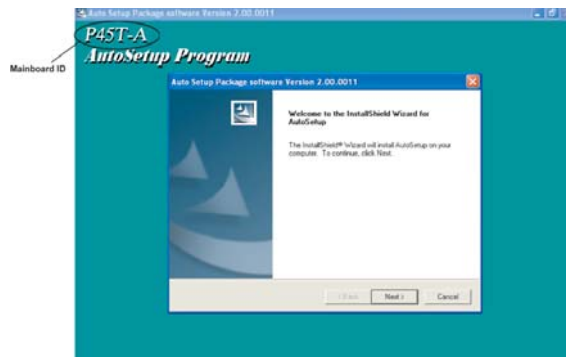 Auto Setup Package software Version 2.00.0011
P45T-A
Mainboard ID
AutoSetup Program
Auto Setup Package software Version 2.00.0011
Welcome to the InstallShield Wizard for
AutoSetup
The InstallShield® Wizard will install AutoSetup on your
computer. To continue, click Next.
< Back
Next >
Cancel